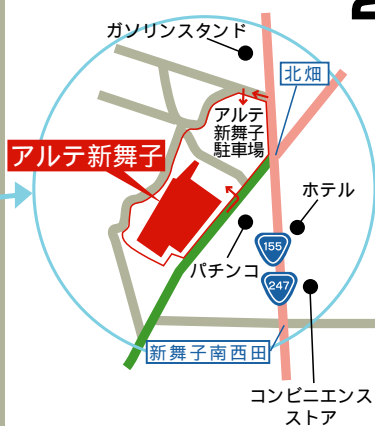 ガソリンスタンド
北畑
アルテ
新舞子
駐車場
アルテ新舞子
ホテル
155
パチンコ
247
新舞子南西田
コンビニエンス
ストア